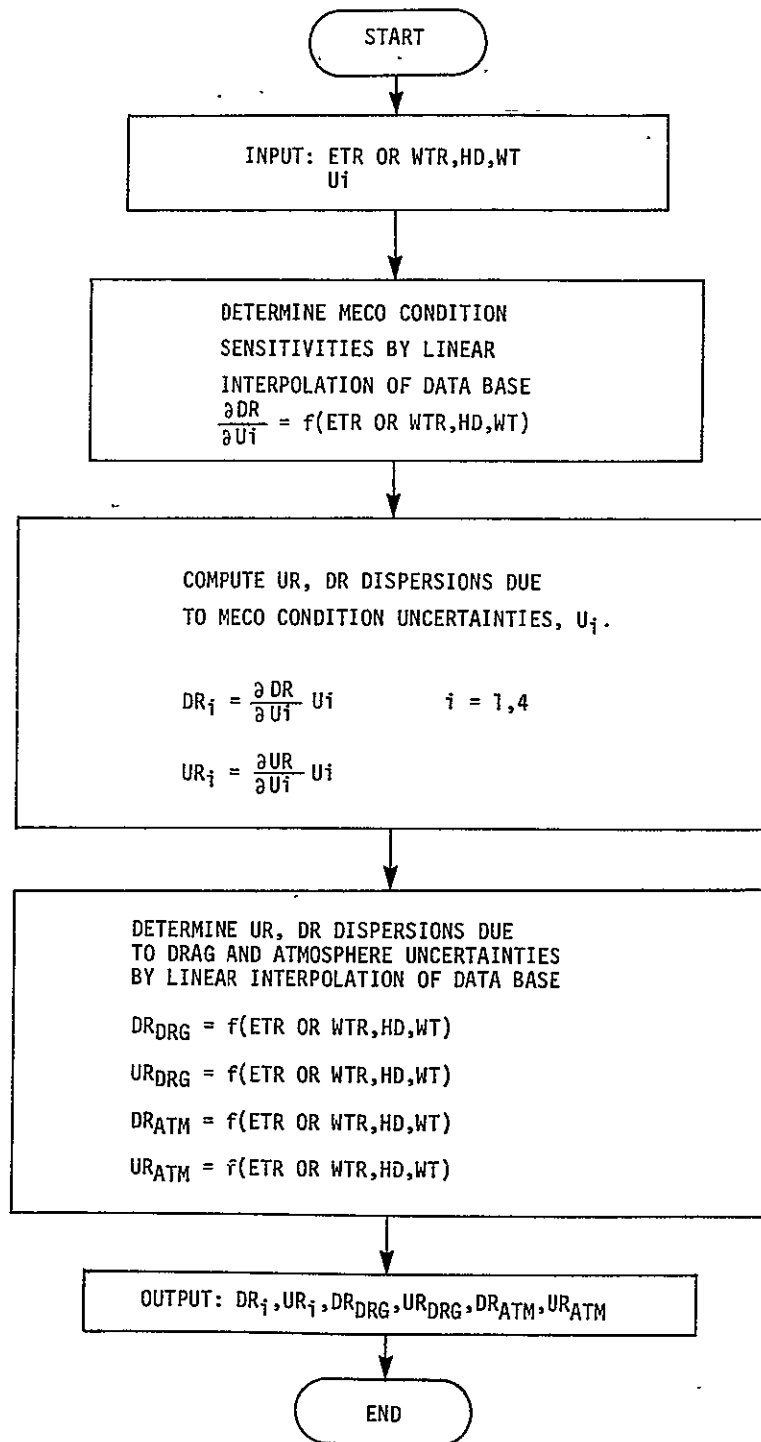 START
INPUT: ETR OR WTR,HD,WT
Ui
DETERMINE MECO CONDITION
SENSITIVITIES BY LINEAR
INTERPOLATION OF DATA BASE
∂DR/∂Ui = f(ETR OR WTR,HD,WT)
COMPUTE UR, DR DISPERSIONS DUE
TO MECO CONDITION UNCERTAINTIES, Ui.
DRi = ∂DR/∂Ui Ui i = 1,4
URi = ∂UR/∂Ui Ui
DETERMINE UR, DR DISPERSIONS DUE
TO DRAG AND ATMOSPHERE UNCERTAINTIES
BY LINEAR INTERPOLATION OF DATA BASE
DRDRG = f(ETR OR WTR,HD,WT)
URDRG = f(ETR OR WTR,HD,WT)
DRATM = f(ETR OR WTR,HD,WT)
URATM = f(ETR OR WTR,HD,WT)
OUTPUT: DRi,URi,DRDRG,URDRG,DRATM,URATM
END